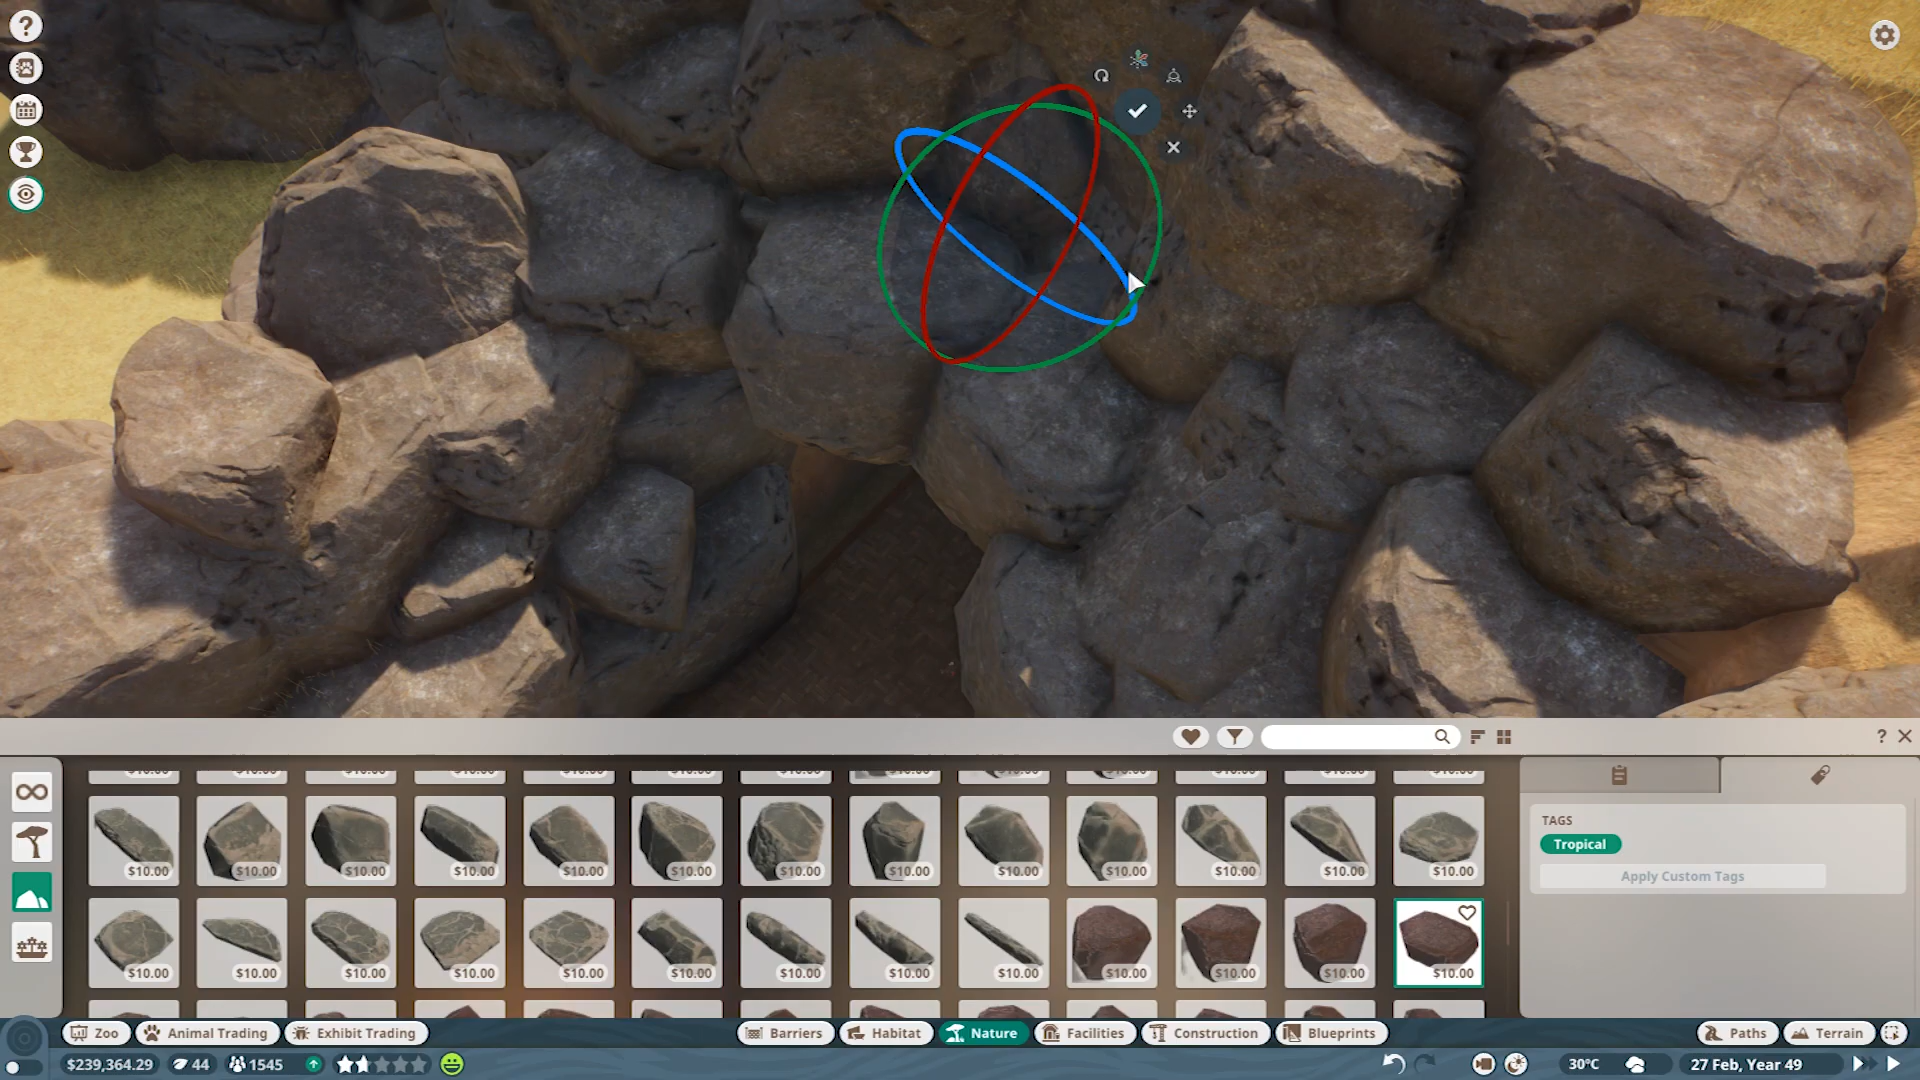 ?
? 
TAGS
Tropical
Apply Custom Tags
$10.00 $10.00 $10.00 $10.00 $10.00 $10.00 $10.00 $10.00 $10.00 $10.00 $10.00 $10.00 $10.00
$10.00 $10.00 $10.00 $10.00 $10.00 $10.00 $10.00 $10.00 $10.00 $10.00 $10.00 $10.00 $10.00
Zoo Animal Trading Exhibit Trading Barriers Habitat Nature Facilities Construction Blueprints Paths Terrain
$239,364.29 44 1545 30°C 27 Feb, Year 49